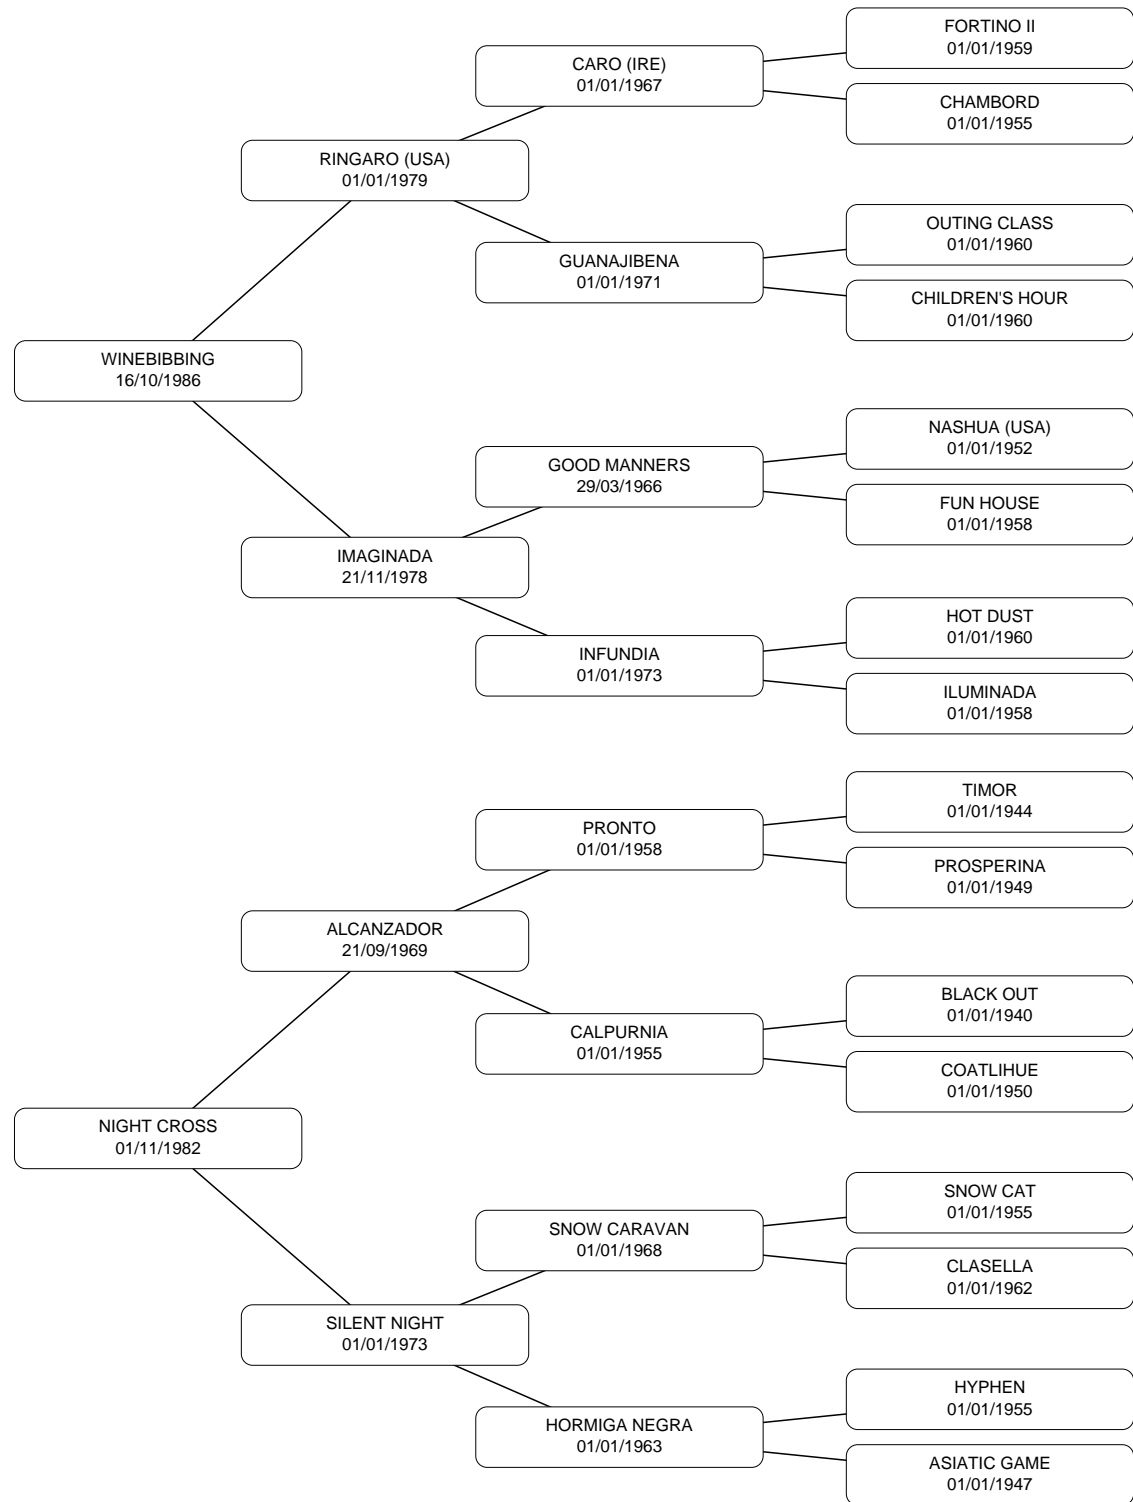 FORTINO II
01/01/1959
CARO (IRE)
01/01/1967
CHAMBORD
01/01/1955
RINGARO (USA)
01/01/1979
OUTING CLASS
01/01/1960
GUANAJIBENA
01/01/1971
CHILDREN'S HOUR
01/01/1960
WINEBIBBING
16/10/1986
NASHUA (USA)
01/01/1952
GOOD MANNERS
29/03/1966
FUN HOUSE
01/01/1958
IMAGINADA
21/11/1978
HOT DUST
01/01/1960
INFUNDIA
01/01/1973
ILUMINADA
01/01/1958
TIMOR
01/01/1944
PRONTO
01/01/1958
PROSPERINA
01/01/1949
ALCANZADOR
21/09/1969
BLACK OUT
01/01/1940
CALPURNIA
01/01/1955
COATLIHUE
01/01/1950
NIGHT CROSS
01/11/1982
SNOW CAT
01/01/1955
SNOW CARAVAN
01/01/1968
CLASELLA
01/01/1962
SILENT NIGHT
01/01/1973
HYPHEN
01/01/1955
HORMIGA NEGRA
01/01/1963
ASIATIC GAME
01/01/1947